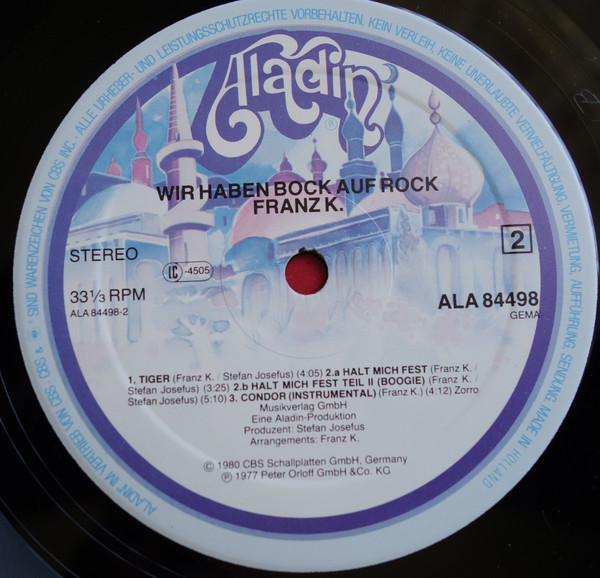 ALLE URHEBER- UND LEISTUNGSSCHUTZRECHTE VORBEHALTEN. KEIN VERLEIH, KEINE UNERLAUBTE VERVIELFÄLTIGUNG, VERMIETUNG, AUFFÜHRUNG, SENDUNG. MADE IN HOLLAND
ALADIN IM VERTRIEB VON CBS. CBS & SIND WARENZEICHEN VON CBS INC.
Aladin
®
WIR HABEN BOCK AUF ROCK
FRANZ K.
STEREO
LC -4505
2
33⅓ RPM
ALA 84498-2
ALA 84498
GEMA
1. TIGER (Franz K. / Stefan Josefus) (4:05) 2.a HALT MICH FEST (Franz K. /
Stefan Josefus) (3:25) 2.b HALT MICH FEST TEIL II (BOOGIE) (Franz K. /
Stefan Josefus) (5:10) 3. CONDOR (INSTRUMENTAL) (Franz K.) (4:12) Zorro
Musikverlag GmbH
Eine Aladin-Produktion
Produzent: Stefan Josefus
Arrangements: Franz K.
© 1980 CBS Schallplatten GmbH, Germany
℗ 1977 Peter Orloff GmbH &Co. KG